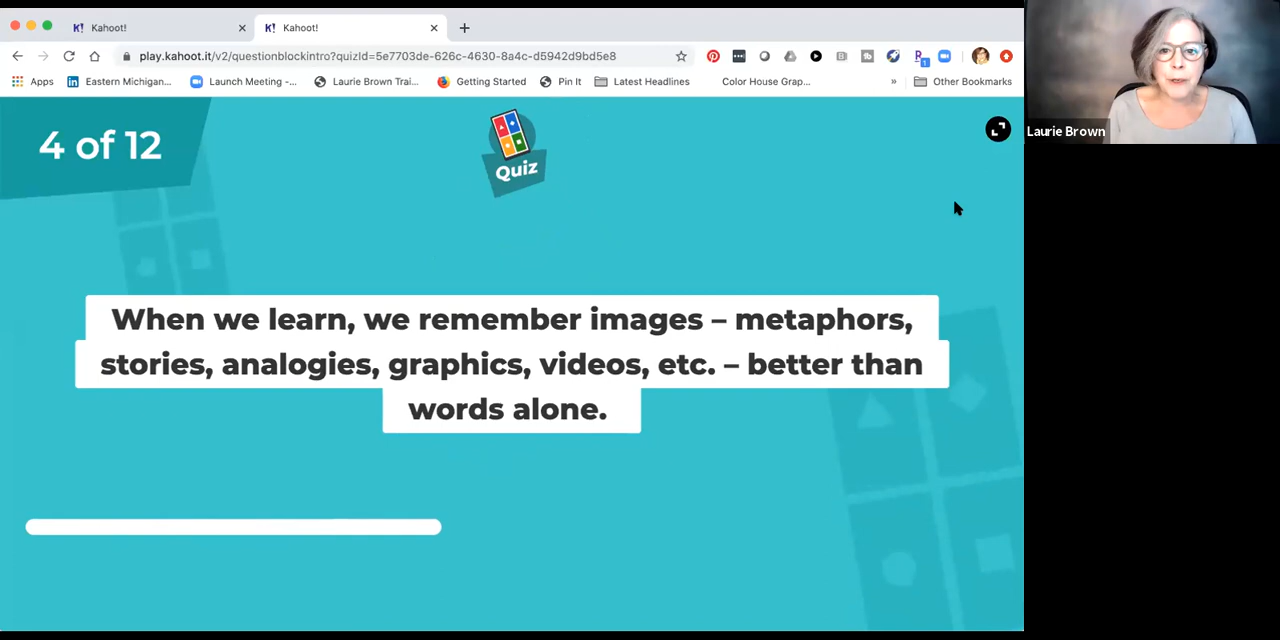 Kahoot!
Kahoot!
play.kahoot.it/v2/questionblockintro?quizId=5e7703de-626c-4630-8a4c-d5942d9bd5e8
Apps
Eastern Michigan...
Launch Meeting -...
Laurie Brown Trai...
Getting Started
Pin It
Latest Headlines
Color House Grap...
»
Other Bookmarks
4 of 12
Quiz
When we learn, we remember images – metaphors,
stories, analogies, graphics, videos, etc. – better than
words alone.
Laurie Brown